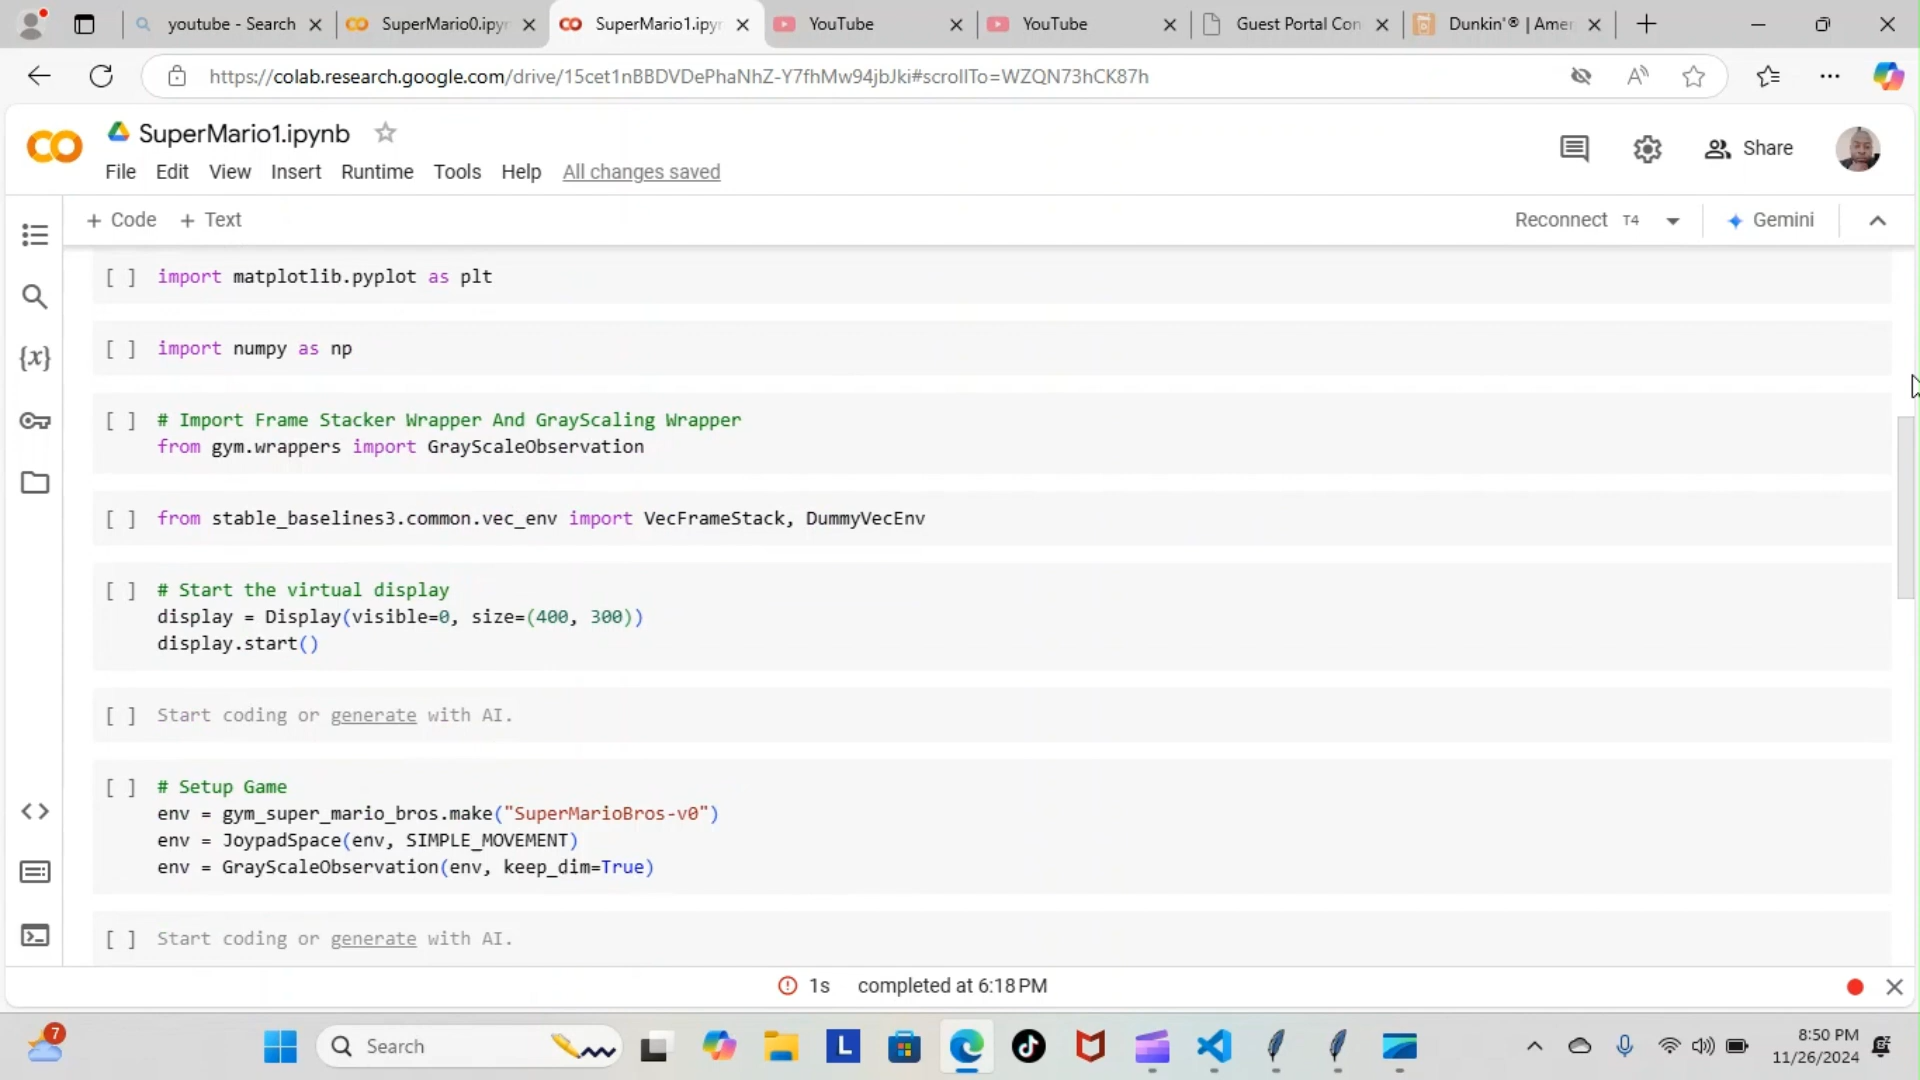 youtube - Search
SuperMario0.ipyn
SuperMario1.ipyn
YouTube
YouTube
Guest Portal Con
Dunkin'® | Amer
https://colab.research.google.com/drive/15cet1nBBDVDePhaNhZ-Y7fhMw94jbJki#scrollTo=WZQN73hCK87h
SuperMario1.ipynb
File Edit View Insert Runtime Tools Help All changes saved
Share
+ Code + Text
Reconnect T4
Gemini
[ ] import matplotlib.pyplot as plt
[ ] import numpy as np
[ ] # Import Frame Stacker Wrapper And GrayScaling Wrapper
from gym.wrappers import GrayScaleObservation
[ ] from stable_baselines3.common.vec_env import VecFrameStack, DummyVecEnv
[ ] # Start the virtual display
display = Display(visible=0, size=(400, 300))
display.start()
[ ] Start coding or generate with AI.
[ ] # Setup Game
env = gym_super_mario_bros.make("SuperMarioBros-v0")
env = JoypadSpace(env, SIMPLE_MOVEMENT)
env = GrayScaleObservation(env, keep_dim=True)
[ ] Start coding or generate with AI.
1s completed at 6:18 PM
7
Search
L
8:50 PM
11/26/2024